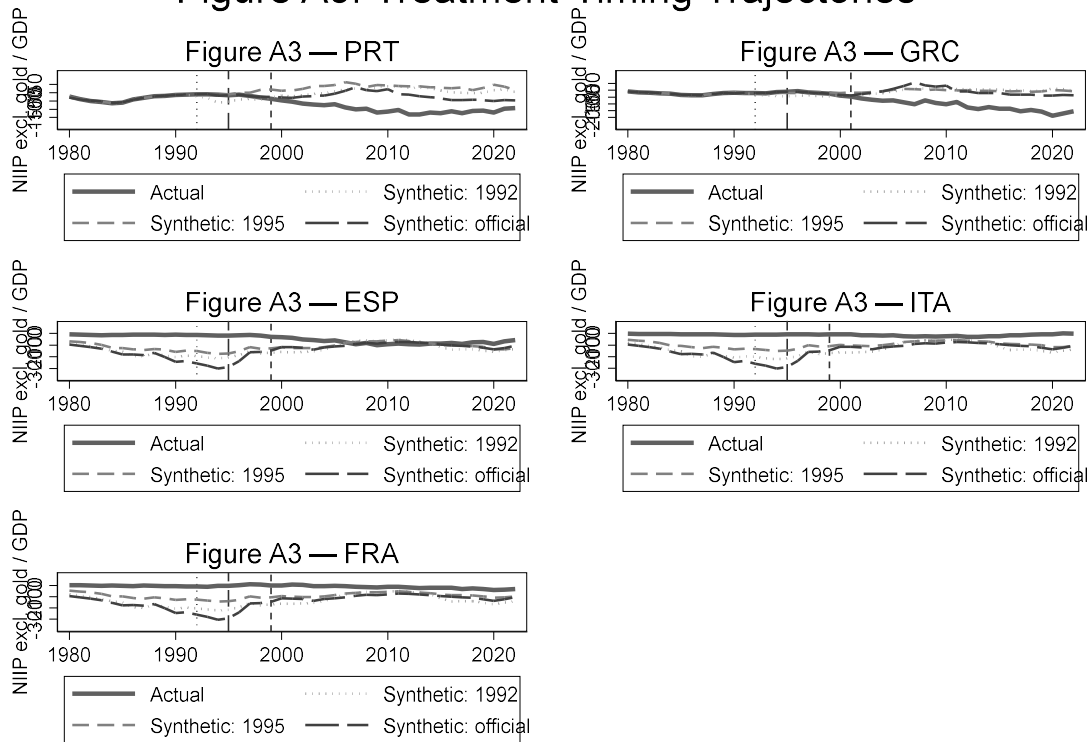 Figure A3 — PRT
NIIP excl. gold / GDP
1980 1990 2000 2010 2020
Actual Synthetic: 1992
Synthetic: 1995 Synthetic: official
Figure A3 — GRC
NIIP excl. gold / GDP
1980 1990 2000 2010 2020
Actual Synthetic: 1992
Synthetic: 1995 Synthetic: official
Figure A3 — ESP
NIIP excl. gold / GDP
1980 1990 2000 2010 2020
Actual Synthetic: 1992
Synthetic: 1995 Synthetic: official
Figure A3 — ITA
NIIP excl. gold / GDP
1980 1990 2000 2010 2020
Actual Synthetic: 1992
Synthetic: 1995 Synthetic: official
Figure A3 — FRA
NIIP excl. gold / GDP
1980 1990 2000 2010 2020
Actual Synthetic: 1992
Synthetic: 1995 Synthetic: official